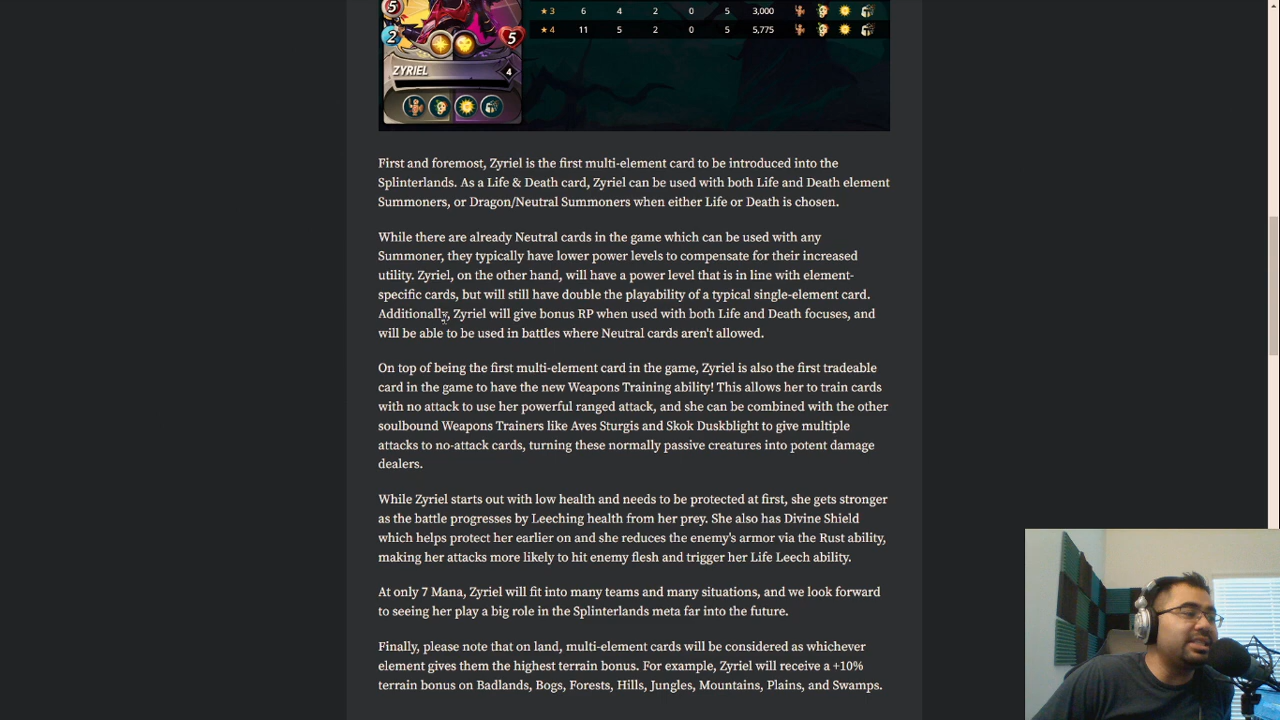 5
★3 6 4 2 0 5 3,000
2
★4 11 5 2 0 5 5,775
5
ZYRIEL 4
First and foremost, Zyriel is the first multi-element card to be introduced into the
Splinterlands. As a Life & Death card, Zyriel can be used with both Life and Death element
Summoners, or Dragon/Neutral Summoners when either Life or Death is chosen.
While there are already Neutral cards in the game which can be used with any
Summoner, they typically have lower power levels to compensate for their increased
utility. Zyriel, on the other hand, will have a power level that is in line with element-
specific cards, but will still have double the playability of a typical single-element card.
Additionally, Zyriel will give bonus RP when used with both Life and Death focuses, and
will be able to be used in battles where Neutral cards aren't allowed.
On top of being the first multi-element card in the game, Zyriel is also the first tradeable
card in the game to have the new Weapons Training ability! This allows her to train cards
with no attack to use her powerful ranged attack, and she can be combined with the other
soulbound Weapons Trainers like Aves Sturgis and Skok Duskblight to give multiple
attacks to no-attack cards, turning these normally passive creatures into potent damage
dealers.
While Zyriel starts out with low health and needs to be protected at first, she gets stronger
as the battle progresses by Leeching health from her prey. She also has Divine Shield
which helps protect her earlier on and she reduces the enemy's armor via the Rust ability,
making her attacks more likely to hit enemy flesh and trigger her Life Leech ability.
At only 7 Mana, Zyriel will fit into many teams and many situations, and we look forward
to seeing her play a big role in the Splinterlands meta far into the future.
Finally, please note that on land, multi-element cards will be considered as whichever
element gives them the highest terrain bonus. For example, Zyriel will receive a +10%
terrain bonus on Badlands, Bogs, Forests, Hills, Jungles, Mountains, Plains, and Swamps.